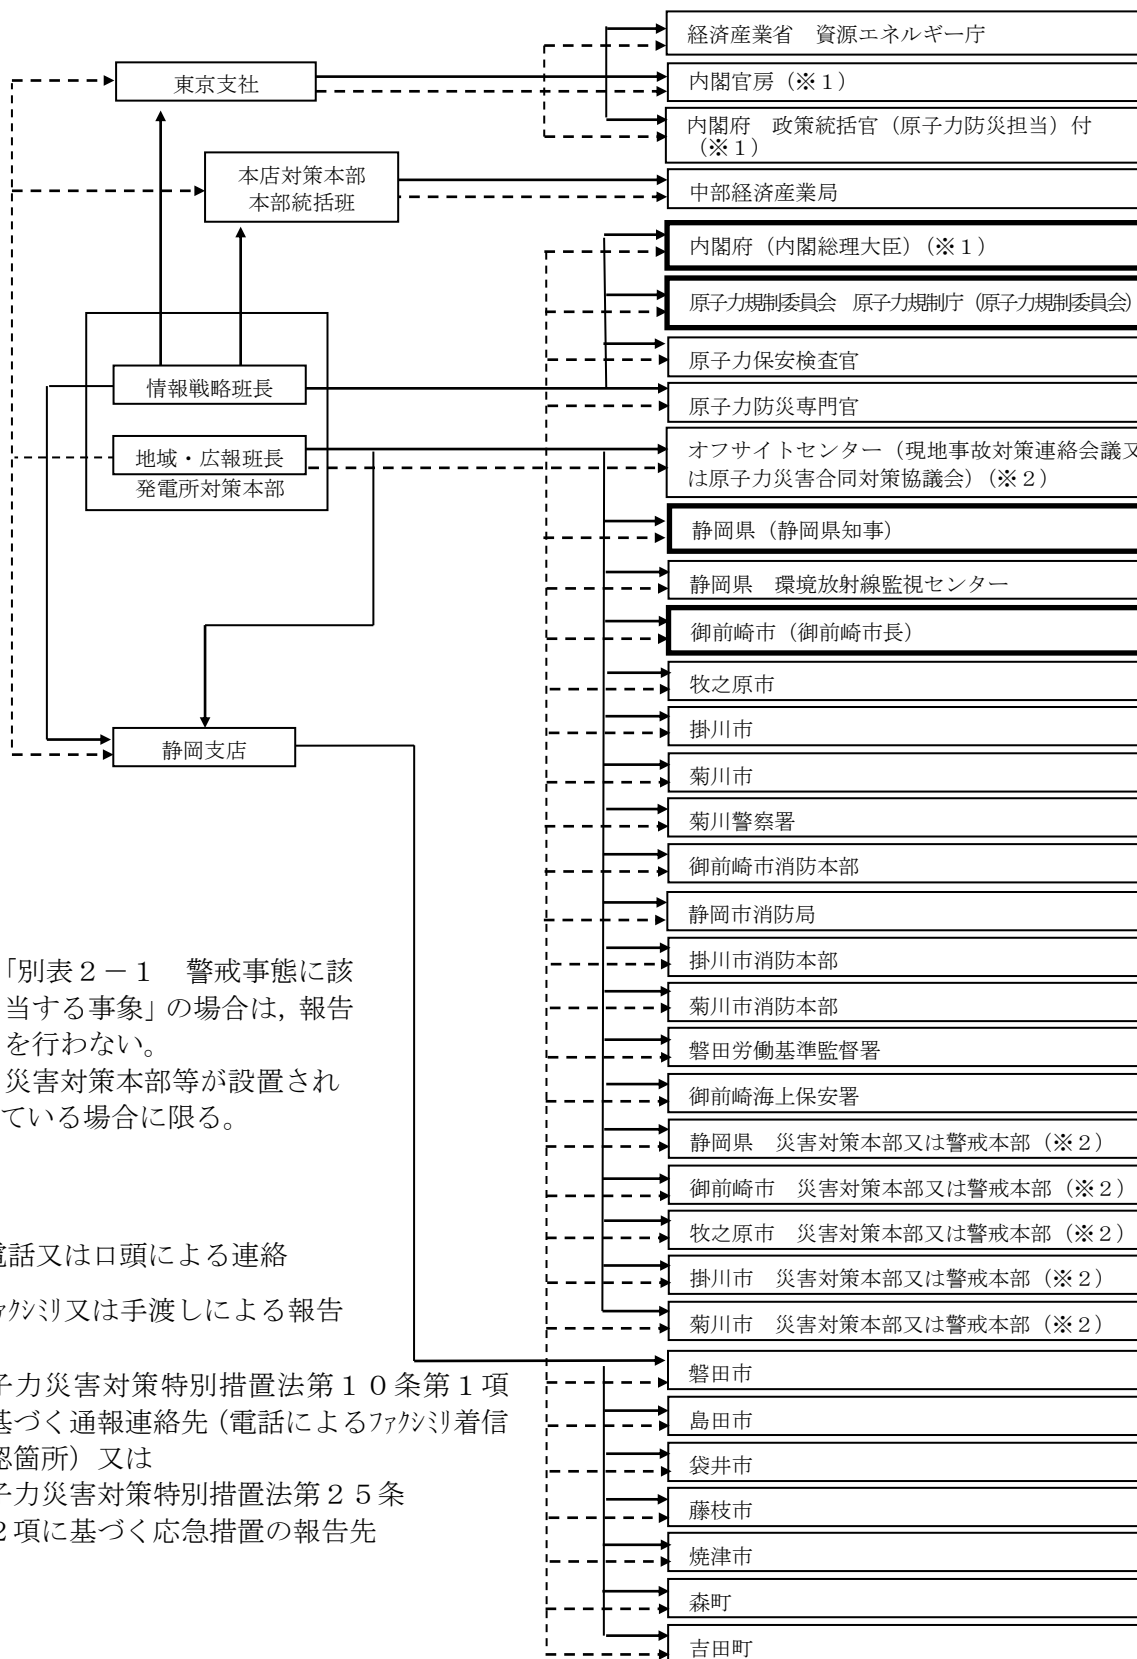 経済産業省　資源エネルギー庁
東京支社
内閣官房（※１）
内閣府　政策統括官（原子力防災担当）付
（※１）
本店対策本部
本部統括班
中部経済産業局
内閣府（内閣総理大臣）（※１）
原子力規制委員会　原子力規制庁（原子力規制委員会）
原子力保安検査官
情報戦略班長
原子力防災専門官
地域・広報班長
発電所対策本部
オフサイトセンター（現地事故対策連絡会議又
は原子力災害合同対策協議会）（※２）
静岡県（静岡県知事）
静岡県　環境放射線監視センター
御前崎市（御前崎市長）
牧之原市
掛川市
静岡支店
菊川市
菊川警察署
御前崎市消防本部
静岡市消防局
掛川市消防本部
菊川市消防本部
磐田労働基準監督署
御前崎海上保安署
「別表２－１　警戒事態に該
当する事象」の場合は，報告
を行わない。
災害対策本部等が設置され
ている場合に限る。
静岡県　災害対策本部又は警戒本部（※２）
御前崎市　災害対策本部又は警戒本部（※２）
牧之原市　災害対策本部又は警戒本部（※２）
掛川市　災害対策本部又は警戒本部（※２）
菊川市　災害対策本部又は警戒本部（※２）
電話又は口頭による連絡
ｧｸｼﾐﾘ又は手渡しによる報告
子力災害対策特別措置法第１０条第１項
基づく通報連絡先（電話によるﾌｧｸｼﾐﾘ着信
認箇所）又は
子力災害対策特別措置法第２５条
２項に基づく応急措置の報告先
磐田市
島田市
袋井市
藤枝市
焼津市
森町
吉田町